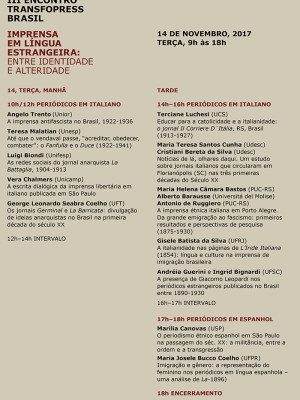 III ENCONTRO
TRANSFOPRESS
BRASIL
IMPRENSA
EM LÍNGUA
ESTRANGEIRA:
ENTRE IDENTIDADE
E ALTERIDADE
14 DE NOVEMBRO, 2017
TERÇA, 9h às 18h
14, TERÇA, MANHÃ
10h/12h PERIÓDICOS EM ITALIANO
Angelo Trento (Unior)
A imprensa antifascista no Brasil, 1922-1936
Teresa Malatian (Unesp)
Até que o vendaval passe, "acreditar, obedecer,
combater": o Fanfulla e o Duce (1922-1941)
Luigi Biondi (Unifesp)
As redes sociais do jornal anarquista La
Battaglia, 1904-1913
Vera Chalmers (Unicamp)
A escrita dialógica da imprensa libertária em
italiano publicada em São Paulo
George Leonardo Seabra Coelho (UFT)
Os jornais Germinal e La Barricata: divulgação
de ideias anarquistas no Brasil na primeira
década do século XX
12h–14h INTERVALO
TARDE
14h–16h PERIÓDICOS EM ITALIANO
Terciane Luchesi (UCS)
Educar para a catolicidade e a italianidade:
o jornal Il Corriere D´Itália, RS, Brasil
(1913-1927)
Maria Teresa Santos Cunha (Udesc)
Cristiani Bereta da Silva (Udesc)
Notícias de lá, olhares daqui. Um estudo
sobre jornais italianos que circularam em
Florianópolis (SC) nas três primeiras
décadas do Século XX
Maria Helena Câmara Bastos (PUC-RS)
Alberto Barausse (Università del Molise)
Antonio de Ruggiero (PUC-RS)
A imprensa étnica italiana em Porto Alegre.
Da grande emigração ao fascismo: primeiros
resultados e perspectivas de pesquisa
(1875-1930)
Gisele Batista da Silva (UFRJ)
A italianidade nas páginas de L'Iride Italiana
(1854): língua e cultura na imprensa de
imigração brasileira
Andréia Guerini e Ingrid Bignardi (UFSC)
A presença de Giacomo Leopardi nos
periódicos estrangeiros publicados no Brasil
entre 1890-1930
16h–17h INTERVALO
17h–18h PERIÓDICOS EM ESPANHOL
Marilia Canovas (USP)
O periodismo étnico espanhol em São Paulo
na passagem do séc. XX: a militância, entre a
ordem e a transgressão
Maria Josele Bucco Coelho (UFPR)
Imigração e gênero: a representação do
feminino nos periódicos em língua espanhola –
uma análise de La-1896)
18h ENCERRAMENTO